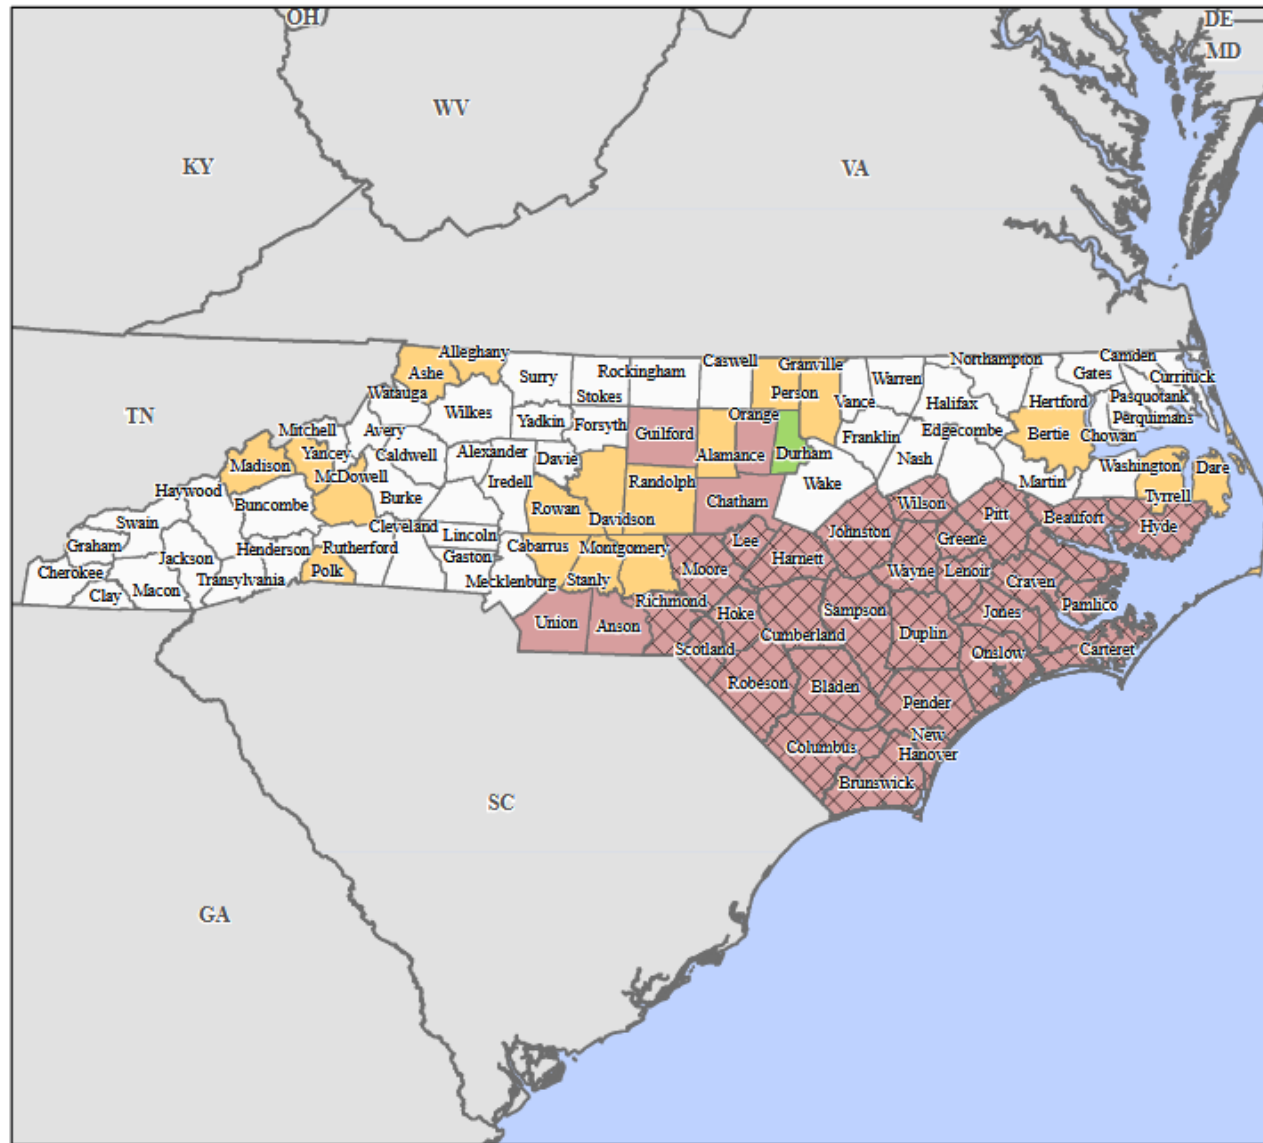 OH
DE
MD
WV
KY
VA
TN
Alleghany
Ashe
Watauga
Surry
Stokes
Rockingham
Caswell
Person
Granville
Vance
Warren
Northampton
Gates
Camden
Currituck
Pasquotank
Perquimans
Hertford
Halifax
Bertie
Chowan
Mitchell
Avery
Wilkes
Yadkin
Forsyth
Guilford
Alamance
Orange
Durham
Franklin
Nash
Edgecombe
Martin
Washington
Tyrrell
Dare
Madison
Yancey
McDowell
Caldwell
Alexander
Iredell
Davie
Davidson
Randolph
Chatham
Wake
Haywood
Buncombe
Burke
Rowan
Swain
Graham
Jackson
Cherokee
Clay
Macon
Transylvania
Henderson
Polk
Rutherford
Cleveland
Lincoln
Gaston
Mecklenburg
Cabarrus
Stanly
Montgomery
Moore
Lee
Harnett
Johnston
Wilson
Greene
Pitt
Beaufort
Hyde
Wayne
Lenoir
Craven
Pamlico
Jones
Carteret
Onslow
Duplin
Sampson
Cumberland
Hoke
Richmond
Scotland
Union
Anson
Robeson
Bladen
Pender
New
Hanover
Columbus
Brunswick
SC
GA